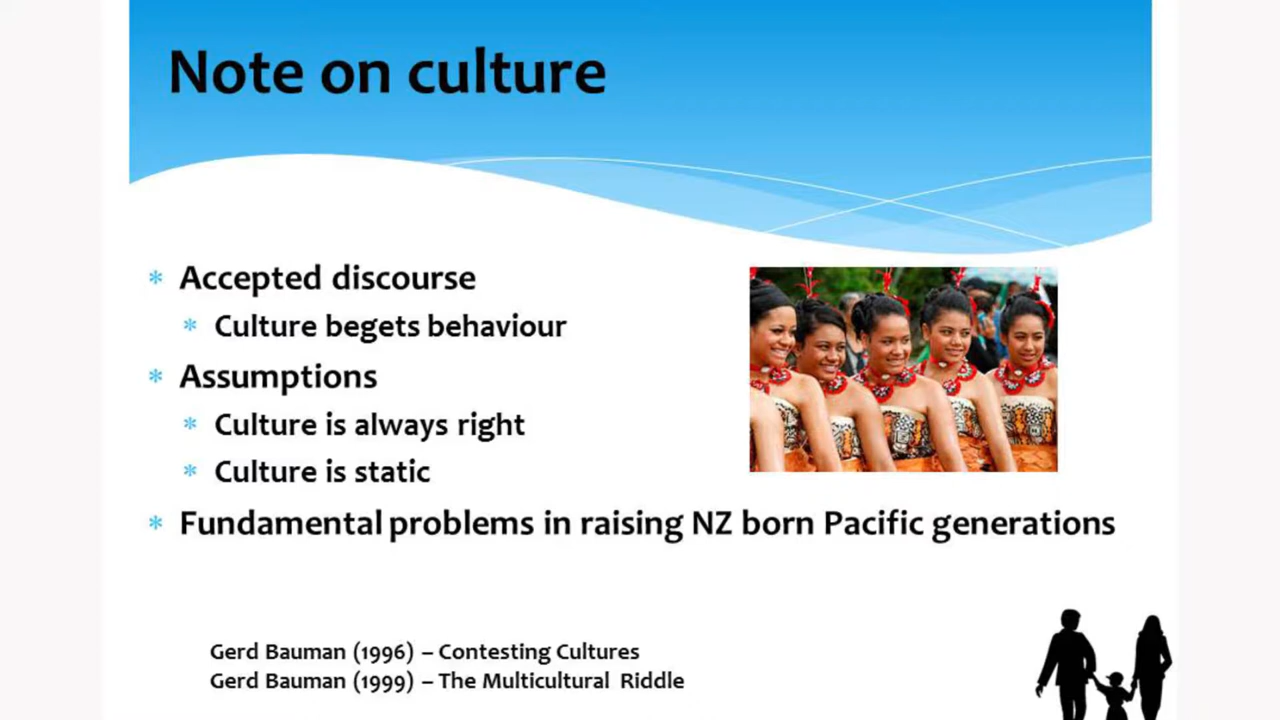 Note on culture
Accepted discourse
Culture begets behaviour
Assumptions
Culture is always right
Culture is static
Fundamental problems in raising NZ born Pacific generations
Gerd Bauman (1996) – Contesting Cultures
Gerd Bauman (1999) – The Multicultural Riddle